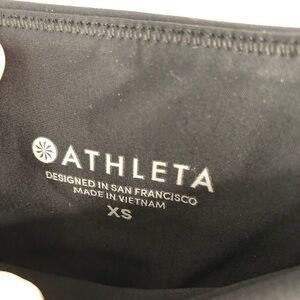 ATHLETA
DESIGNED IN SAN FRANCISCO
MADE IN VIETNAM
XS